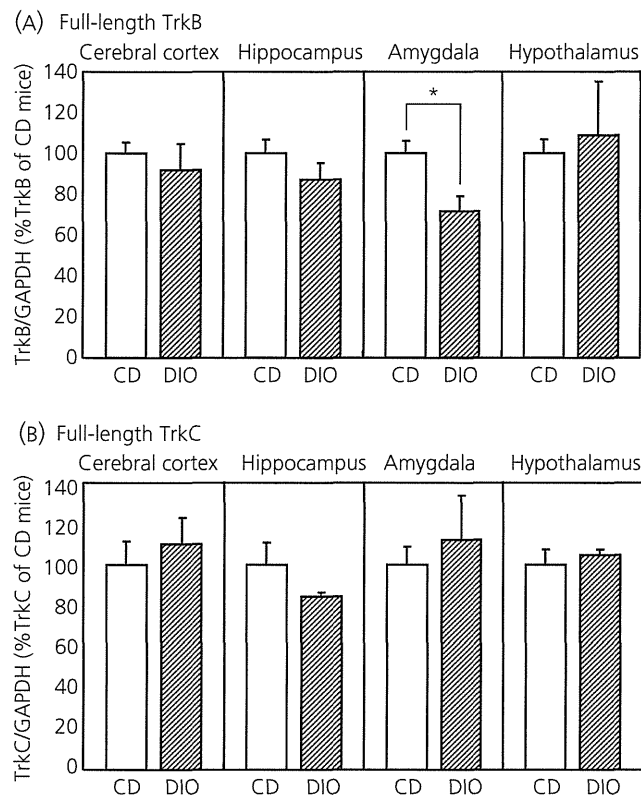 (A) Full-length TrkB
Cerebral cortex Hippocampus Amygdala Hypothalamus
TrkB/GAPDH (%TrkB of CD mice)
140
120
100
80
60
40
20
0
*
CD DIO CD DIO CD DIO CD DIO
(B) Full-length TrkC
Cerebral cortex Hippocampus Amygdala Hypothalamus
TrkC/GAPDH (%TrkC of CD mice)
140
120
100
80
60
40
20
0
CD DIO CD DIO CD DIO CD DIO